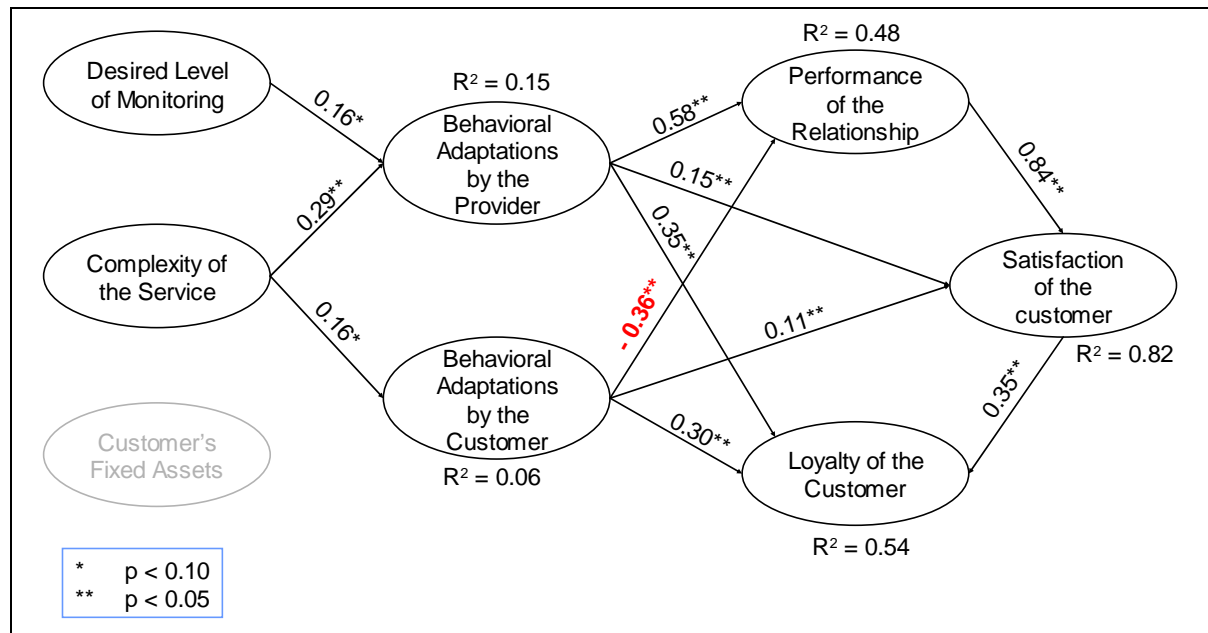 Desired Level
of Monitoring
Complexity of
the Service
Customer's
Fixed Assets
* p < 0.10
** p < 0.05
0.16*
0.29**
0.16*
R² = 0.15
Behavioral
Adaptations
by the
Provider
Behavioral
Adaptations
by the
Customer
R² = 0.06
0.58**
0.15**
0.35**
- 0.36**
0.11**
0.30**
R² = 0.48
Performance
of the
Relationship
0.84**
Satisfaction
of the
customer
R² = 0.82
0.35**
Loyalty of the
Customer
R² = 0.54